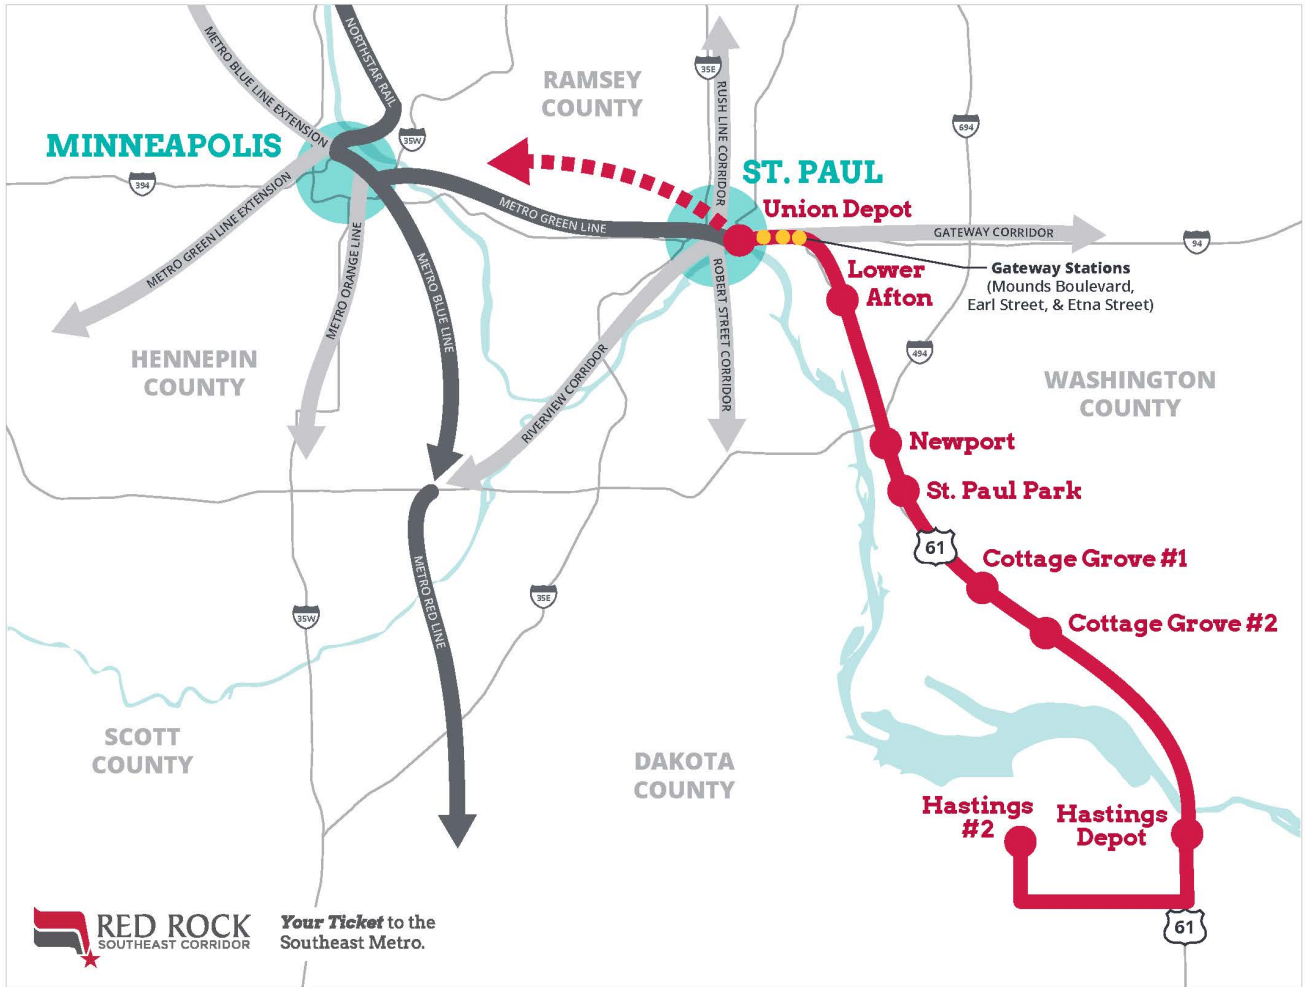 METRO BLUE LINE EXTENSION
NORTHSTAR RAIL
RAMSEY
COUNTY
35E
RUSH LINE CORRIDOR
694
MINNEAPOLIS
35W
394
ST. PAUL
Union Depot
METRO GREEN LINE EXTENSION
METRO ORANGE LINE
METRO GREEN LINE
METRO BLUE LINE
GATEWAY CORRIDOR
94
Gateway Stations
(Mounds Boulevard,
Earl Street, & Etna Street)
Lower
Afton
ROBERT STREET CORRIDOR
RIVERVIEW CORRIDOR
494
HENNEPIN
COUNTY
WASHINGTON
COUNTY
Newport
St. Paul Park
61
Cottage Grove #1
Cottage Grove #2
METRO RED LINE
35E
35W
SCOTT
COUNTY
DAKOTA
COUNTY
Hastings
#2
Hastings
Depot
61
RED ROCK
SOUTHEAST CORRIDOR
Your Ticket to the
Southeast Metro.